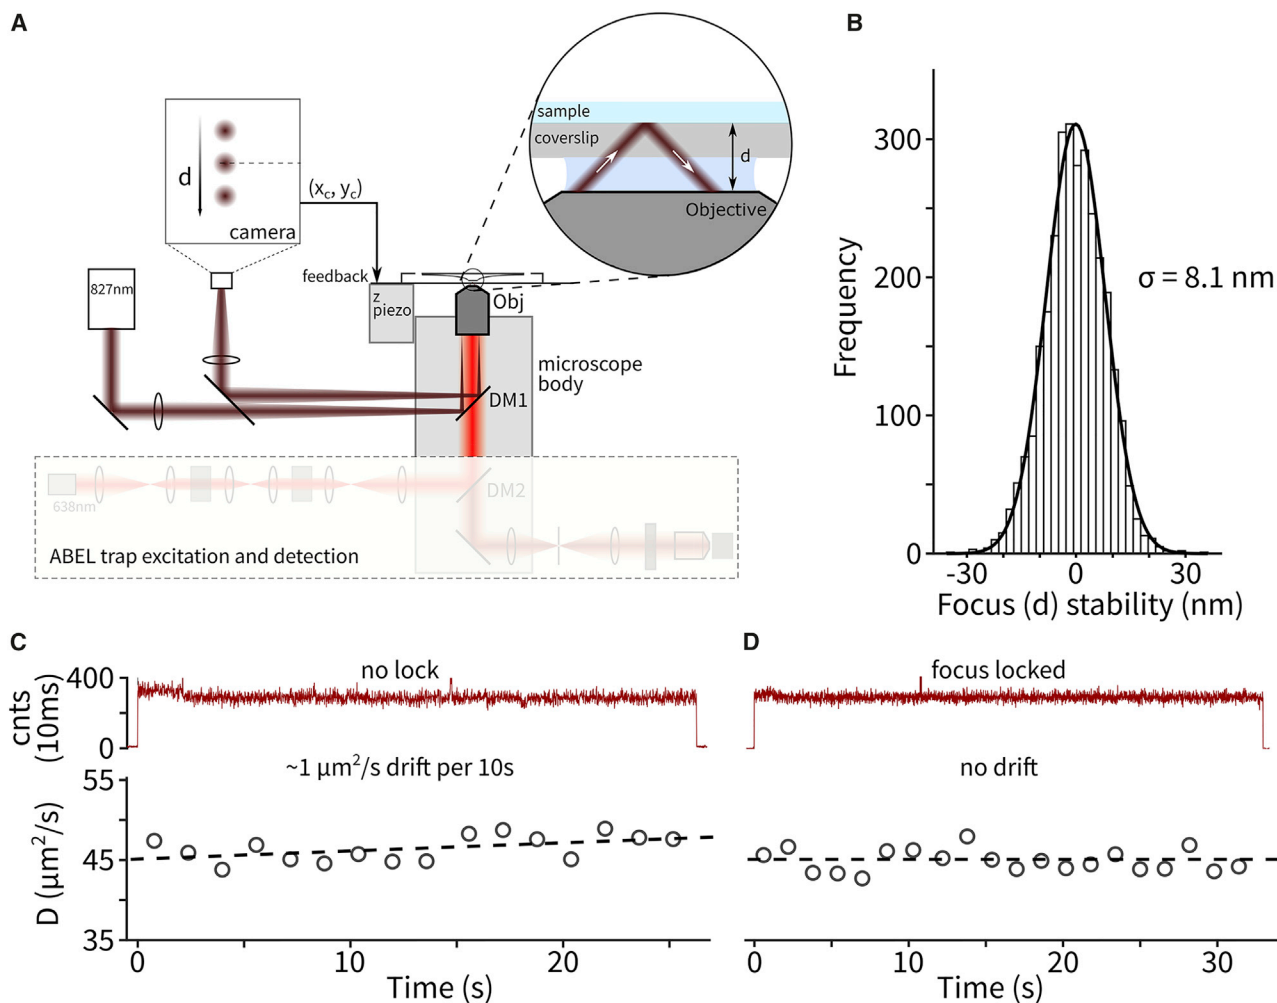 A
d
camera
(x_c, y_c)
827nm
feedback
z
piezo
Obj
microscope
body
DM1
DM2
638nm
ABEL trap excitation and detection
sample
coverslip
d
Objective
B
Frequency
300
200
100
0
σ = 8.1 nm
-30 0 30
Focus (d) stability (nm)
C
no lock
cnts
(10ms)
400
0
~1 μm²/s drift per 10s
D (μm²/s)
55
45
35
0 10 20
Time (s)
D
focus locked
no drift
0 10 20 30
Time (s)